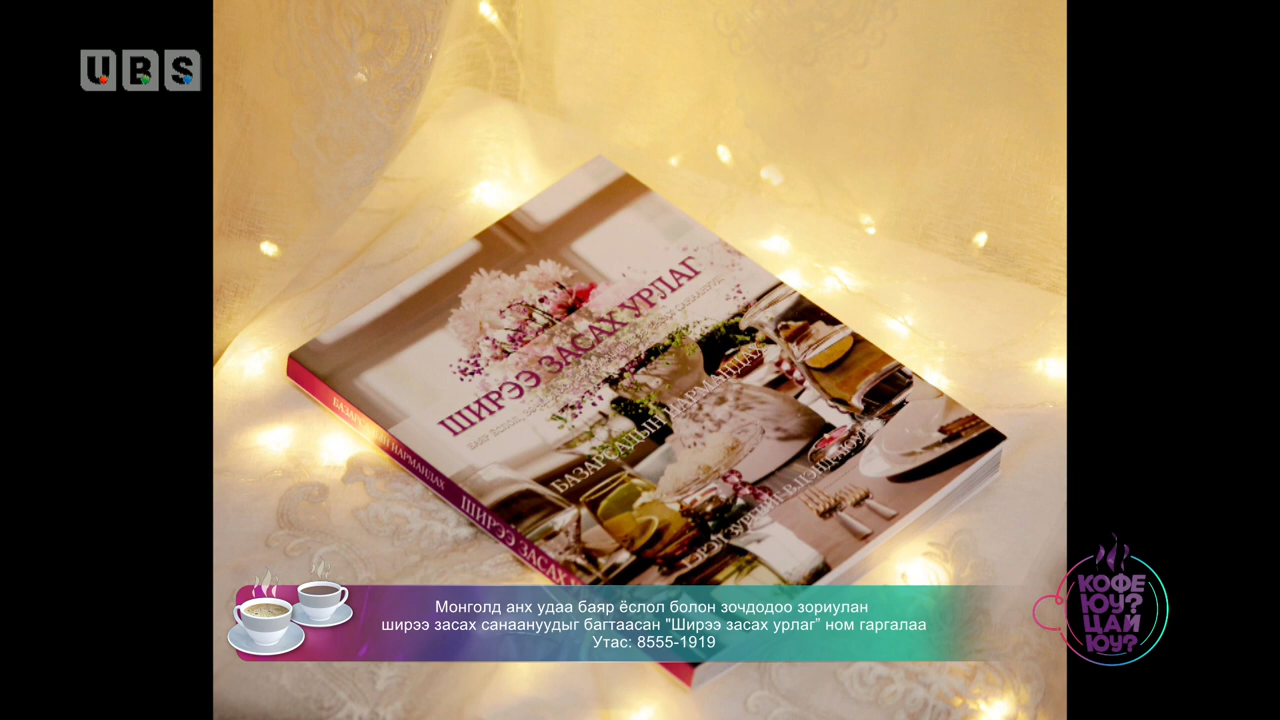 UBS
ШИРЭЭ ЗАСАХ УРЛАГ
БАЗАРСАДЫН НАРМАНДАХ
БАЗАРСАДЫН НАРМАНДАХ
ШИРЭЭ ЗАСАХ
Монголд анх удаа баяр ёслол болон зочдодоо зориулан
ширээ засах санаануудыг багтаасан "Ширээ засах урлаг" ном гаргалаа
Утас: 8555-1919
КОФЕ
ЮУ?
ЦАЙ
ЮУ?